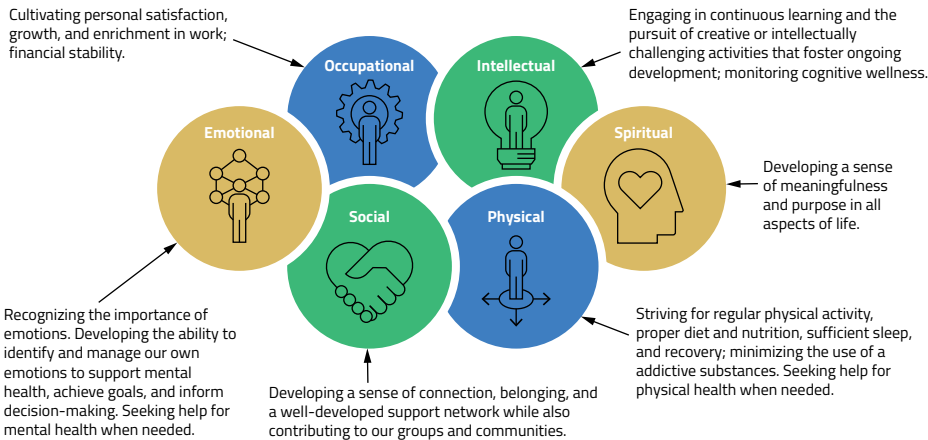 Cultivating personal satisfaction,
growth, and enrichment in work;
financial stability.
Engaging in continuous learning and the
pursuit of creative or intellectually
challenging activities that foster ongoing
development; monitoring cognitive wellness.
Occupational
Intellectual
Emotional
Spiritual
Developing a sense
of meaningfulness
and purpose in all
aspects of life.
Social
Physical
Recognizing the importance of
emotions. Developing the ability to
identify and manage our own
emotions to support mental
health, achieve goals, and inform
decision-making. Seeking help for
mental health when needed.
Developing a sense of connection, belonging, and
a well-developed support network while also
contributing to our groups and communities.
Striving for regular physical activity,
proper diet and nutrition, sufficient sleep,
and recovery; minimizing the use of a
addictive substances. Seeking help for
physical health when needed.